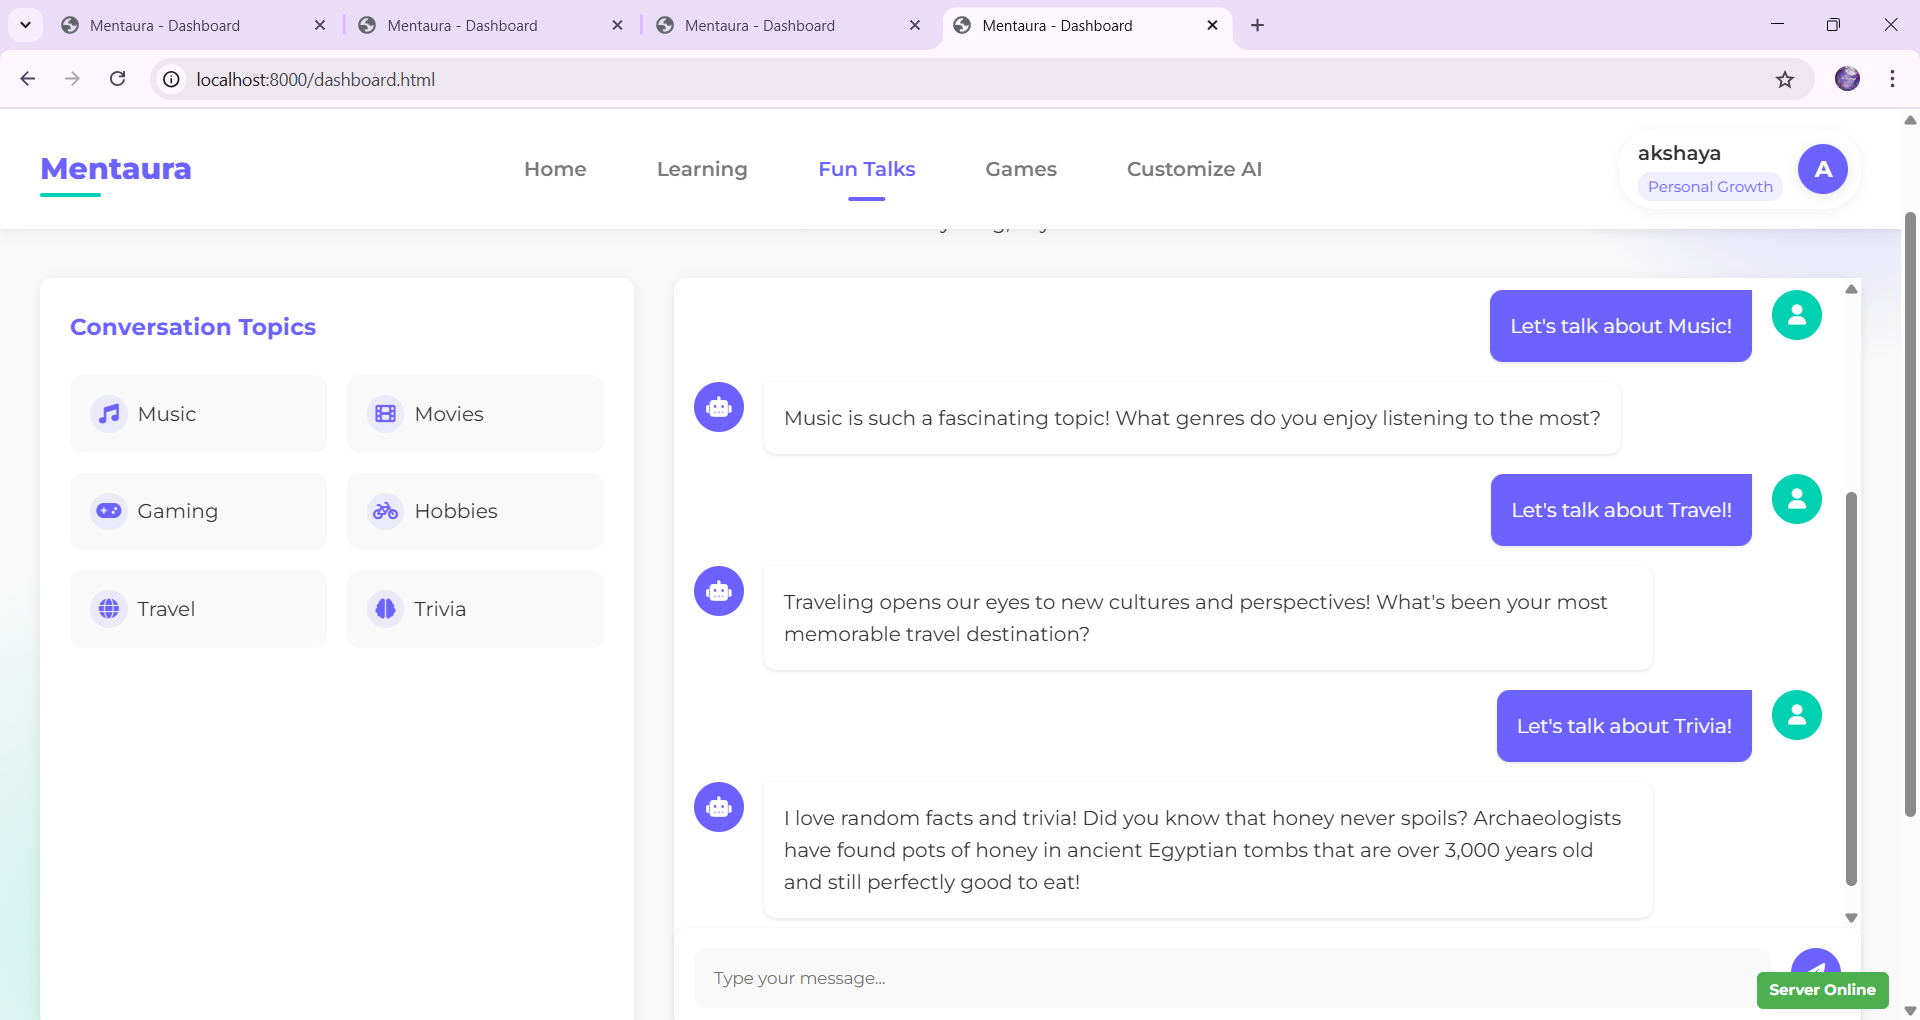 Mentaura - Dashboard
Mentaura - Dashboard
Mentaura - Dashboard
Mentaura - Dashboard
localhost:8000/dashboard.html
Mentaura
Home
Learning
Fun Talks
Games
Customize AI
akshaya
Personal Growth
A
Conversation Topics
Music
Movies
Gaming
Hobbies
Travel
Trivia
Let's talk about Music!
Music is such a fascinating topic! What genres do you enjoy listening to the most?
Let's talk about Travel!
Traveling opens our eyes to new cultures and perspectives! What's been your most
memorable travel destination?
Let's talk about Trivia!
I love random facts and trivia! Did you know that honey never spoils? Archaeologists
have found pots of honey in ancient Egyptian tombs that are over 3,000 years old
and still perfectly good to eat!
Type your message...
Server Online